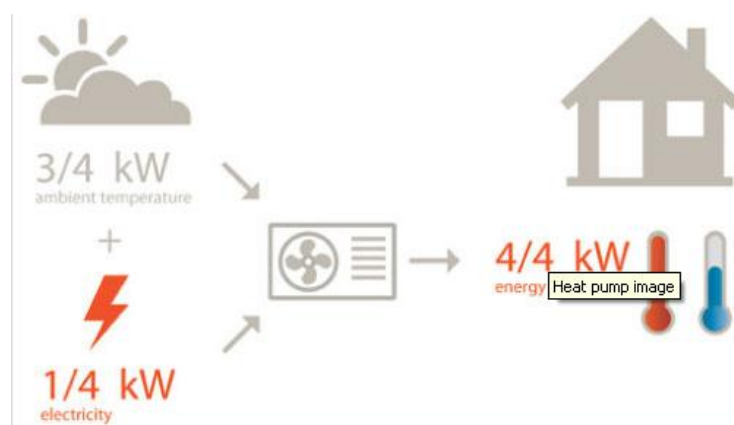 3/4 kW
ambient temperature
+
1/4 kW
electricity
4/4 kW
energy
Heat pump image